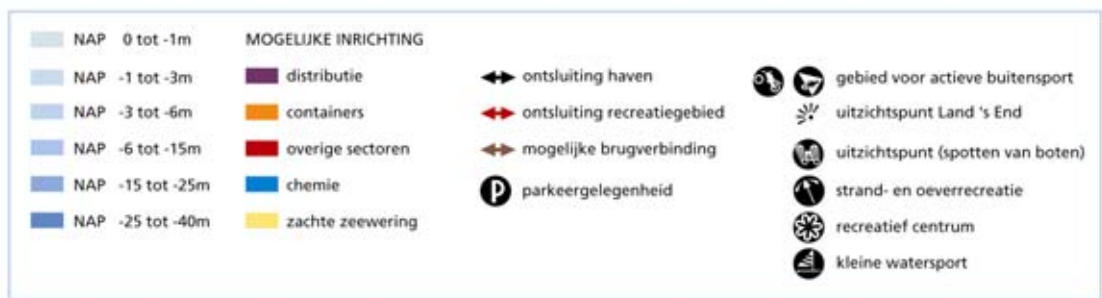 NAP 0 tot -1m
NAP -1 tot -3m
NAP -3 tot -6m
NAP -6 tot -15m
NAP -15 tot -25m
NAP -25 tot -40m
MOGELIJKE INRICHTING
distributie
containers
overige sectoren
chemie
zachte zeewering
ontsluiting haven
ontsluiting recreatiegebied
mogelijke brugverbinding
P parkeergelegenheid
gebied voor actieve buitensport
uitzichtspunt Land 's End
uitzichtspunt (spotten van boten)
strand- en oeverrecreatie
recreatief centrum
kleine watersport